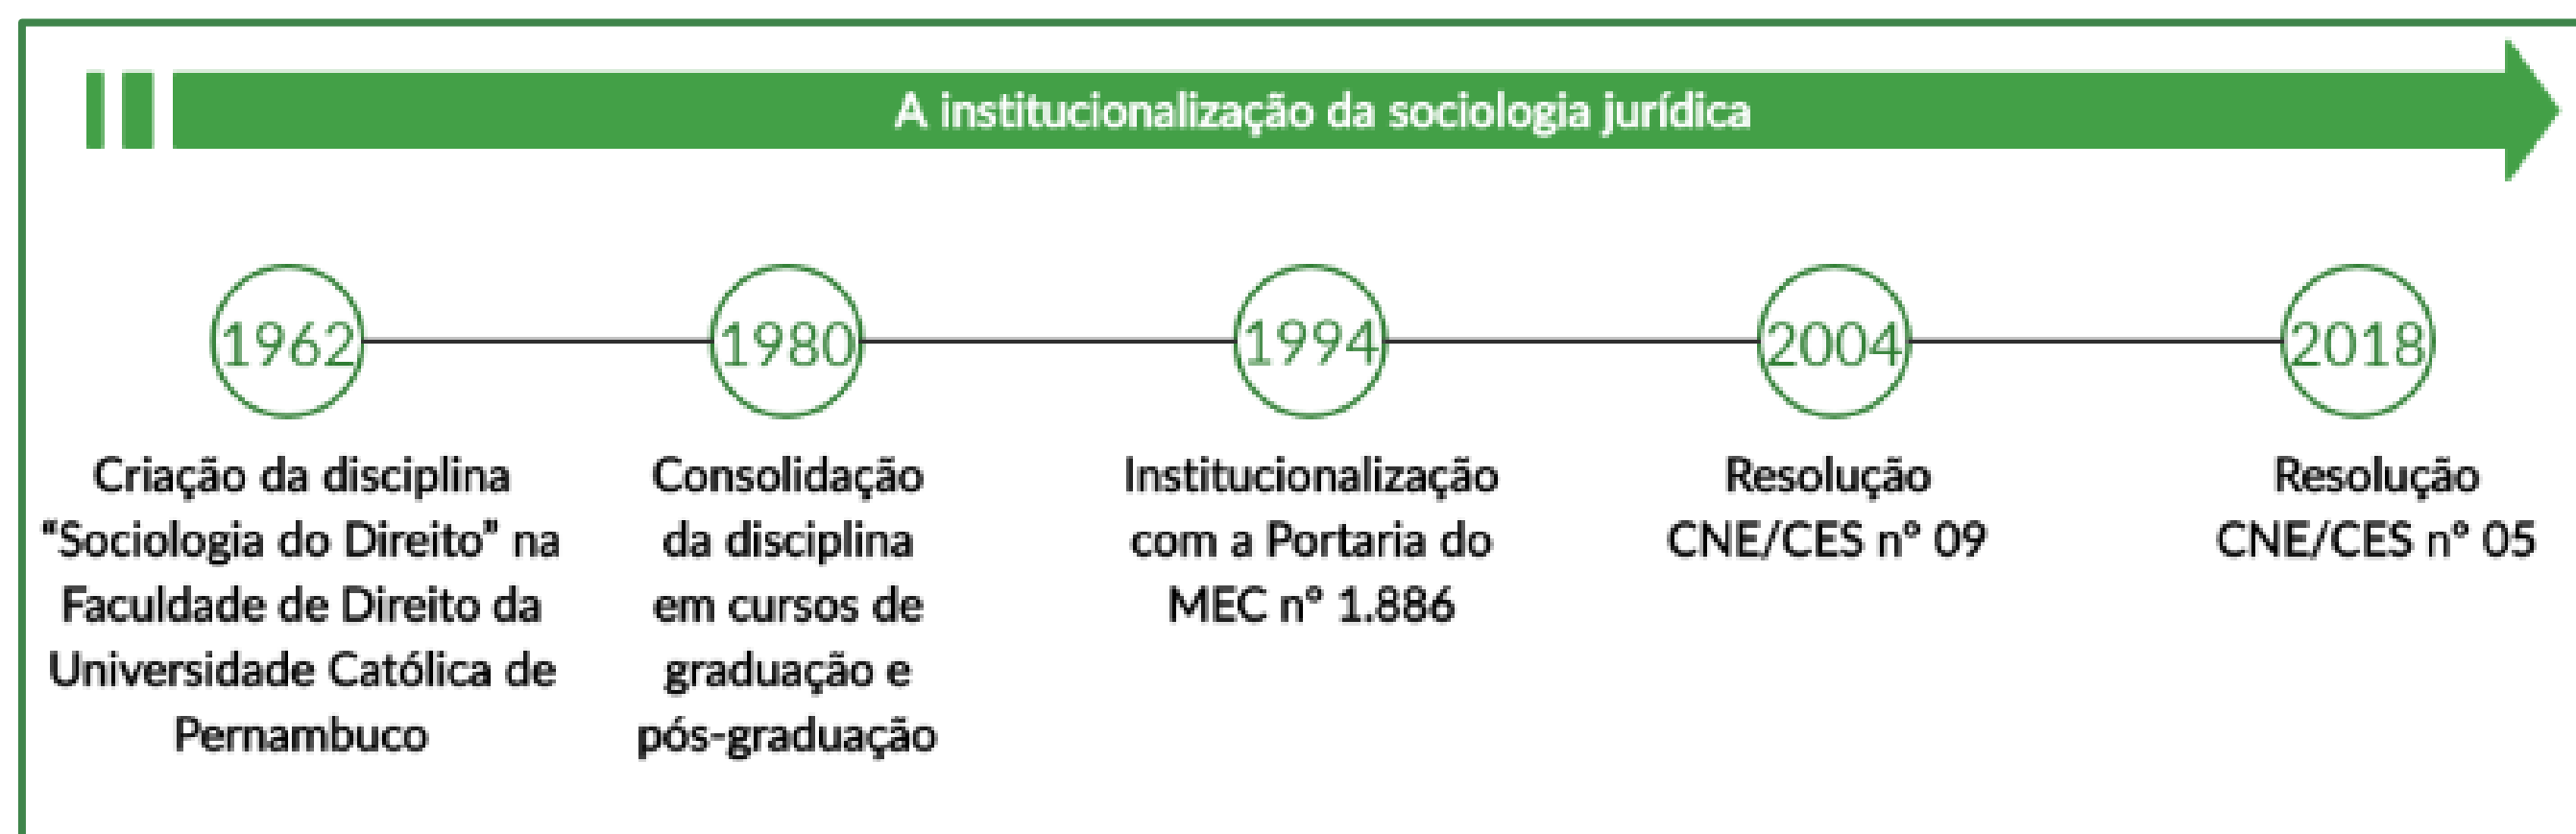 A institucionalização da sociologia jurídica
1962
Criação da disciplina
“Sociologia do Direito” na
Faculdade de Direito da
Universidade Católica de
Pernambuco
1980
Consolidação
da disciplina
em cursos de
graduação e
pós-graduação
1994
Institucionalização
com a Portaria do
MEC nº 1.886
2004
Resolução
CNE/CES nº 09
2018
Resolução
CNE/CES nº 05